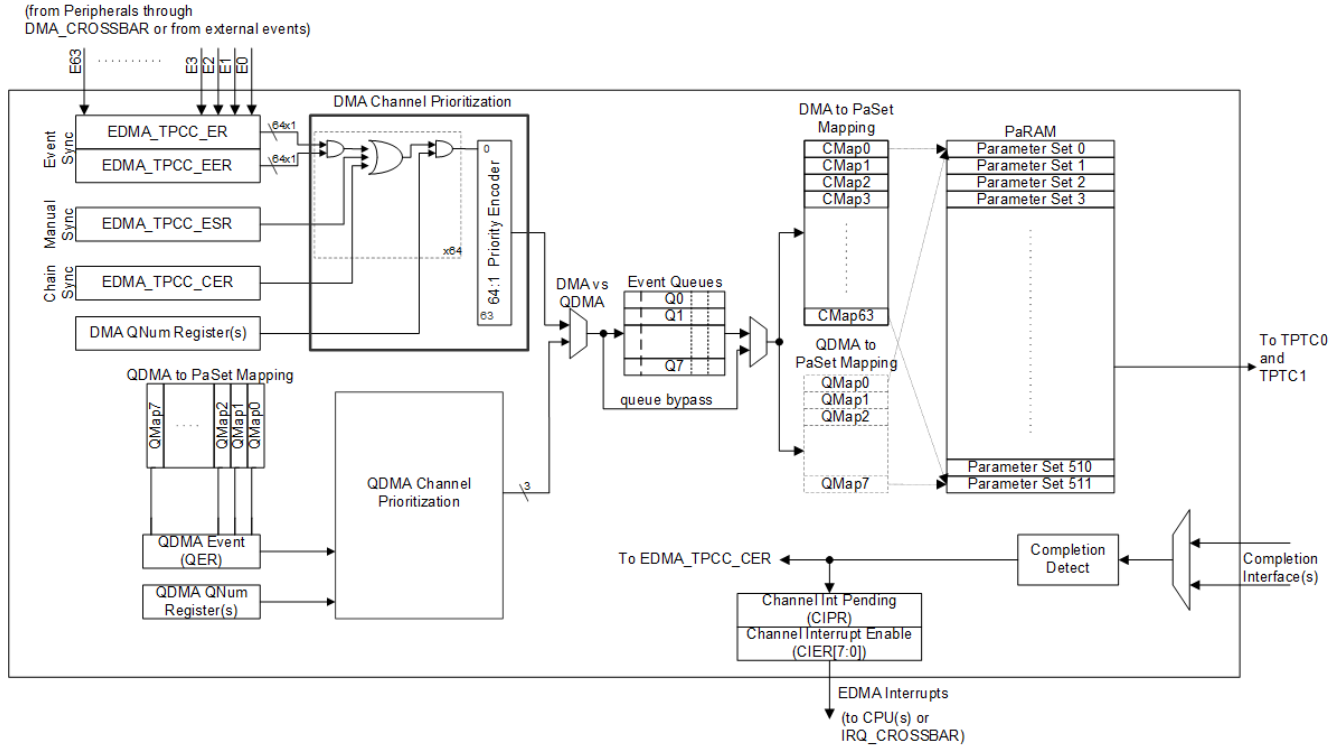 (from Peripherals through
DMA_CROSSBAR or from external events)
E63
E3
E2
E1
E0
Event
Sync
EDMA_TPCC_ER
64x1
EDMA_TPCC_EER
64x1
Manual
Sync
EDMA_TPCC_ESR
Chain
Sync
EDMA_TPCC_CER
DMA QNum Register(s)
DMA Channel Prioritization
x64
0
64:1 Priority Encoder
63
QDMA to PaSet Mapping
QMap7
QMap2
QMap1
QMap0
QDMA Event
(QER)
QDMA QNum
Register(s)
QDMA Channel
Prioritization
3
DMA vs
QDMA
Event Queues
Q0
Q1
Q7
queue bypass
DMA to PaSet
Mapping
CMap0
CMap1
CMap2
CMap3
CMap63
QDMA to
PaSet Mapping
QMap0
QMap1
QMap2
QMap7
PaRAM
Parameter Set 0
Parameter Set 1
Parameter Set 2
Parameter Set 3
Parameter Set 510
Parameter Set 511
To TPTC0
and
TPTC1
Completion
Interface(s)
Completion
Detect
To EDMA_TPCC_CER
Channel Int Pending
(CIPR)
Channel Interrupt Enable
(CIER[7:0])
EDMA Interrupts
(to CPU(s) or
IRQ_CROSSBAR)